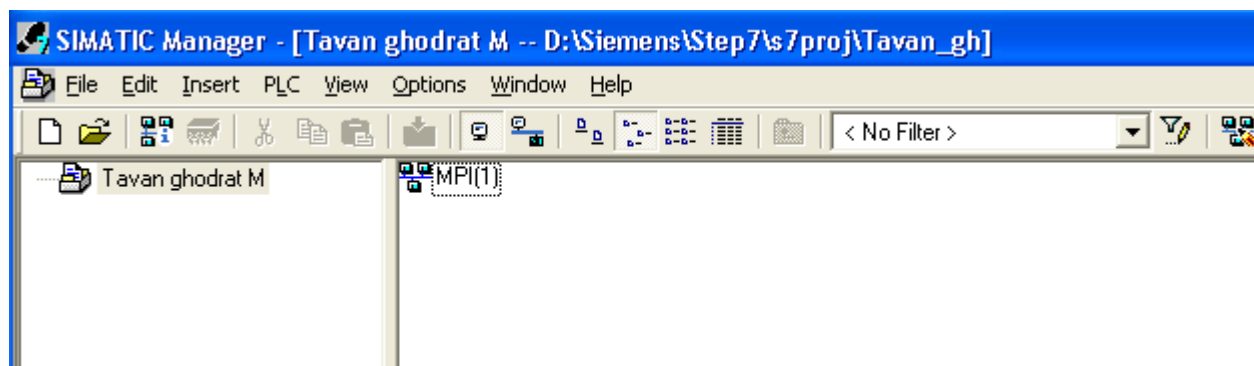 SIMATIC Manager - [Tavan ghodrat M -- D:\Siemens\Step7\s7proj\Tavan_gh]
File Edit Insert PLC View Options Window Help
< No Filter >
Tavan ghodrat M
MPI(1)